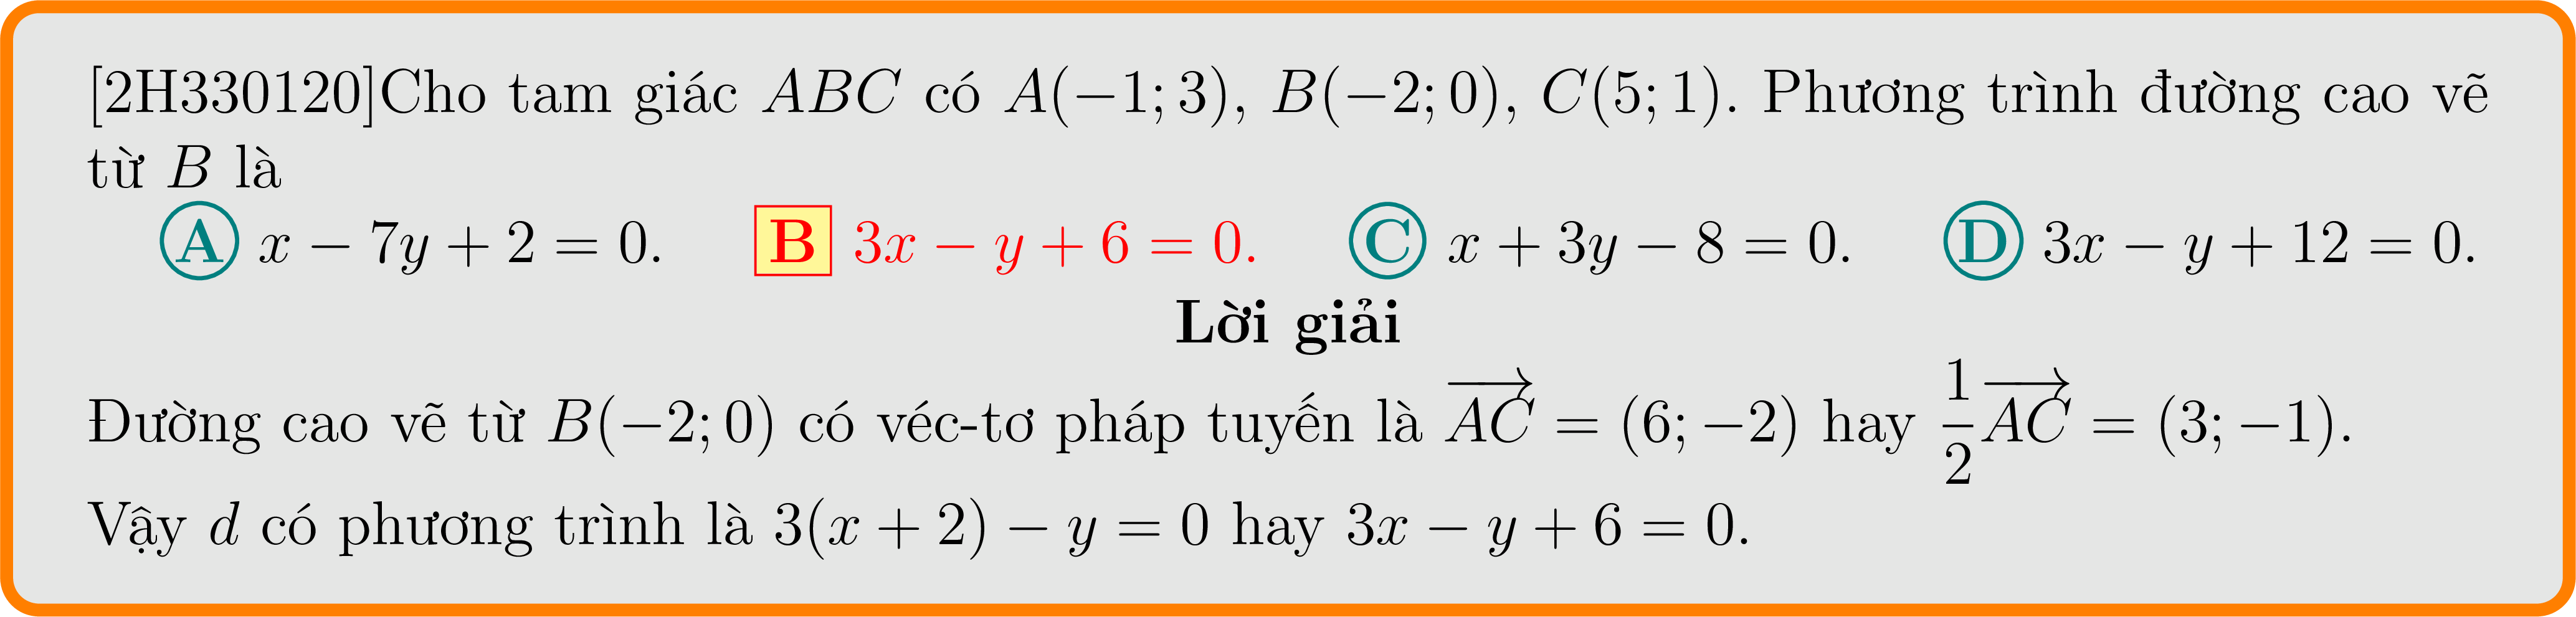 [2H330120]Cho tam giác ABC có A(−1; 3), B(−2; 0), C(5; 1). Phương trình đường cao vẽ
từ B là
A x − 7y + 2 = 0. B 3x − y + 6 = 0. C x + 3y − 8 = 0. D 3x − y + 12 = 0.
Lời giải
Đường cao vẽ từ B(−2; 0) có véc-tơ pháp tuyến là $\overrightarrow{AC}$ = (6; −2) hay $\frac{1}{2}\overrightarrow{AC}$ = (3; −1).
Vậy d có phương trình là 3(x + 2) − y = 0 hay 3x − y + 6 = 0.